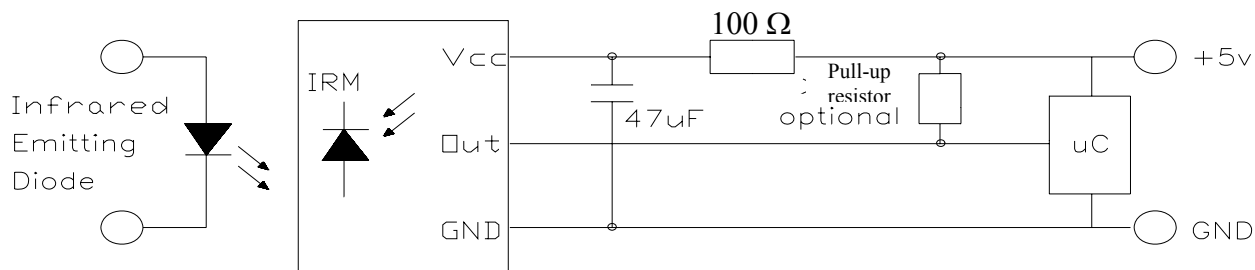 100 Ω
Vcc
+5v
IRM
Pull-up
resistor
optional
Infrared
Emitting
Diode
47uF
Out
uC
GND
GND